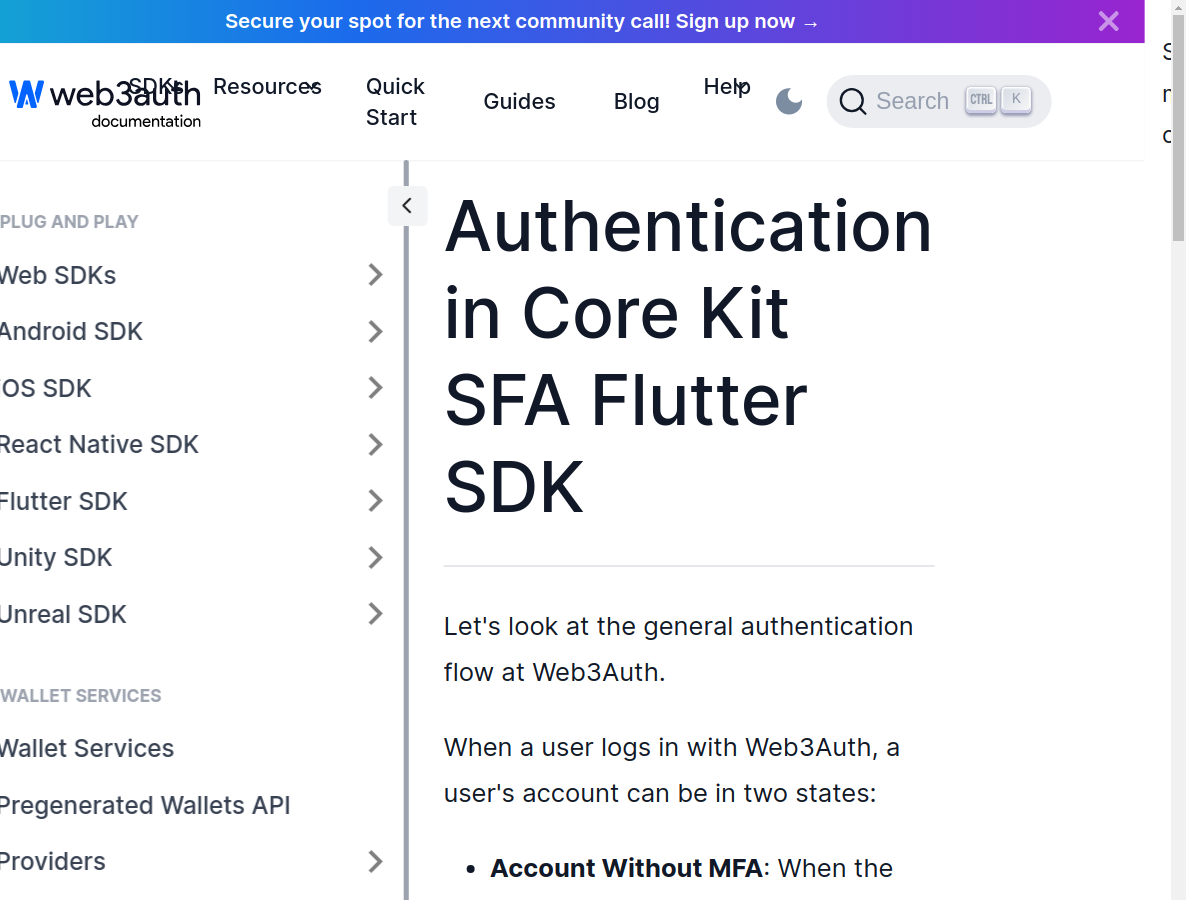 Secure your spot for the next community call! Sign up now →
web3auth
documentation
SDKs
Resources
Quick
Start
Guides
Blog
Help
Search
CTRL
K
PLUG AND PLAY
Web SDKs
Android SDK
iOS SDK
React Native SDK
Flutter SDK
Unity SDK
Unreal SDK
WALLET SERVICES
Wallet Services
Pregenerated Wallets API
Providers
Authentication
in Core Kit
SFA Flutter
SDK
Let's look at the general authentication
flow at Web3Auth.
When a user logs in with Web3Auth, a
user's account can be in two states:
• Account Without MFA: When the